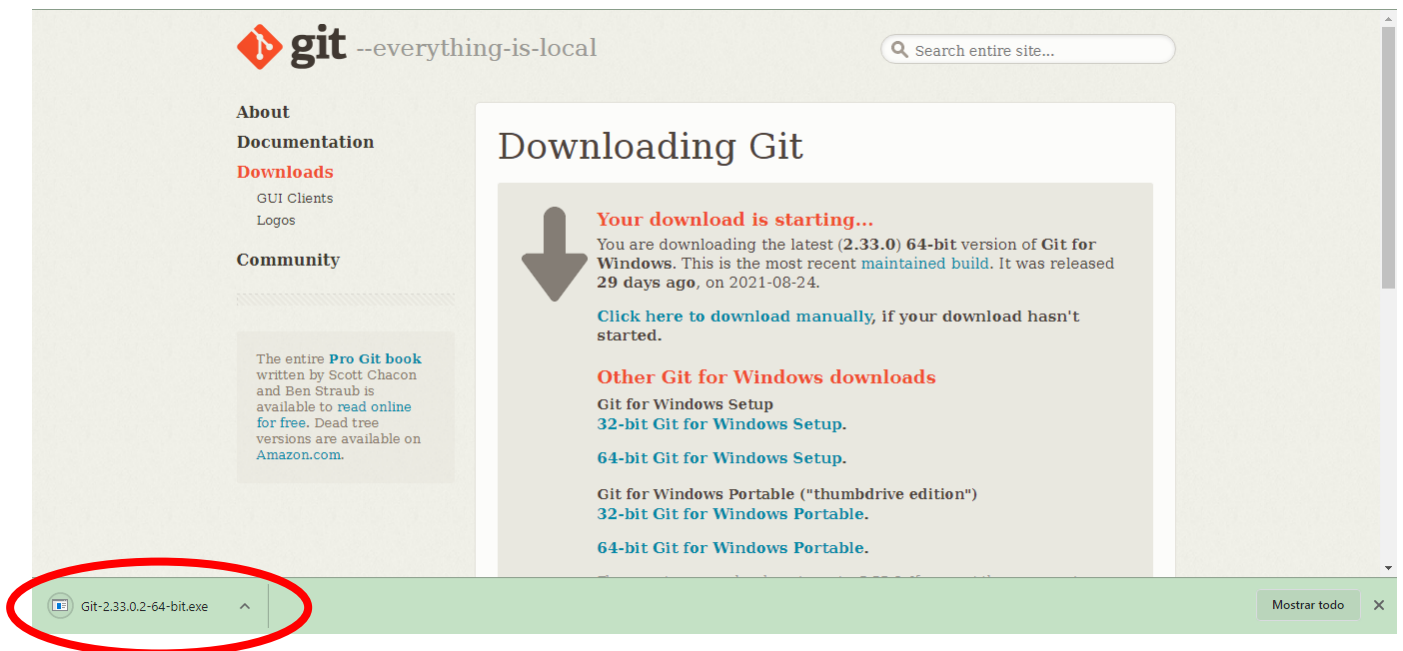 git --everything-is-local
Search entire site...
About
Documentation
Downloads
GUI Clients
Logos
Community
The entire Pro Git book
written by Scott Chacon
and Ben Straub is
available to read online
for free. Dead tree
versions are available on
Amazon.com.
Downloading Git
Your download is starting...
You are downloading the latest (2.33.0) 64-bit version of Git for
Windows. This is the most recent maintained build. It was released
29 days ago, on 2021-08-24.
Click here to download manually, if your download hasn't
started.
Other Git for Windows downloads
Git for Windows Setup
32-bit Git for Windows Setup.
64-bit Git for Windows Setup.
Git for Windows Portable ("thumbdrive edition")
32-bit Git for Windows Portable.
64-bit Git for Windows Portable.
Git-2.33.0.2-64-bit.exe
Mostrar todo